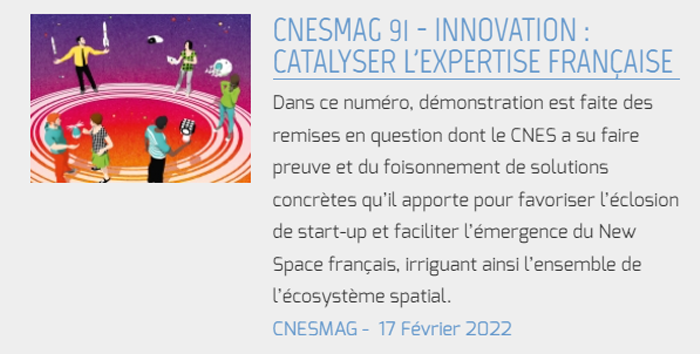 CNESMAG 91 - INNOVATION :
CATALYSER L'EXPERTISE FRANÇAISE
Dans ce numéro, démonstration est faite des
remises en question dont le CNES a su faire
preuve et du foisonnement de solutions
concrètes qu'il apporte pour favoriser l'éclosion
de start-up et faciliter l'émergence du New
Space français, irriguant ainsi l'ensemble de
l'écosystème spatial.
CNESMAG - 17 Février 2022